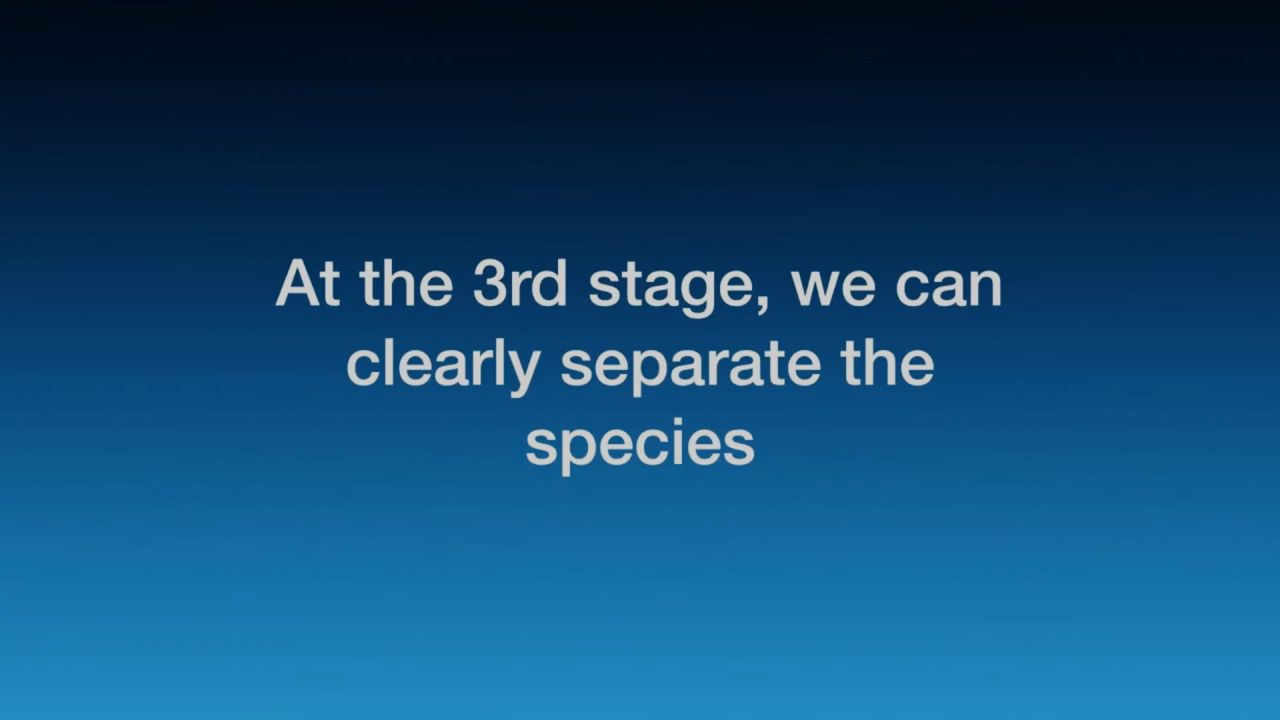 At the 3rd stage, we can
clearly separate the
species